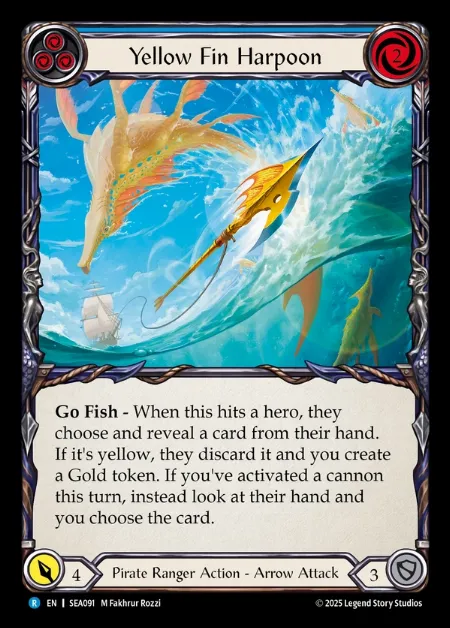 Yellow Fin Harpoon
2
Go Fish - When this hits a hero, they
choose and reveal a card from their hand.
If it's yellow, they discard it and you create
a Gold token. If you've activated a cannon
this turn, instead look at their hand and
you choose the card.
4
Pirate Ranger Action - Arrow Attack
3
R EN | SEA091 M Fakhrur Rozzi
© 2025 Legend Story Studios